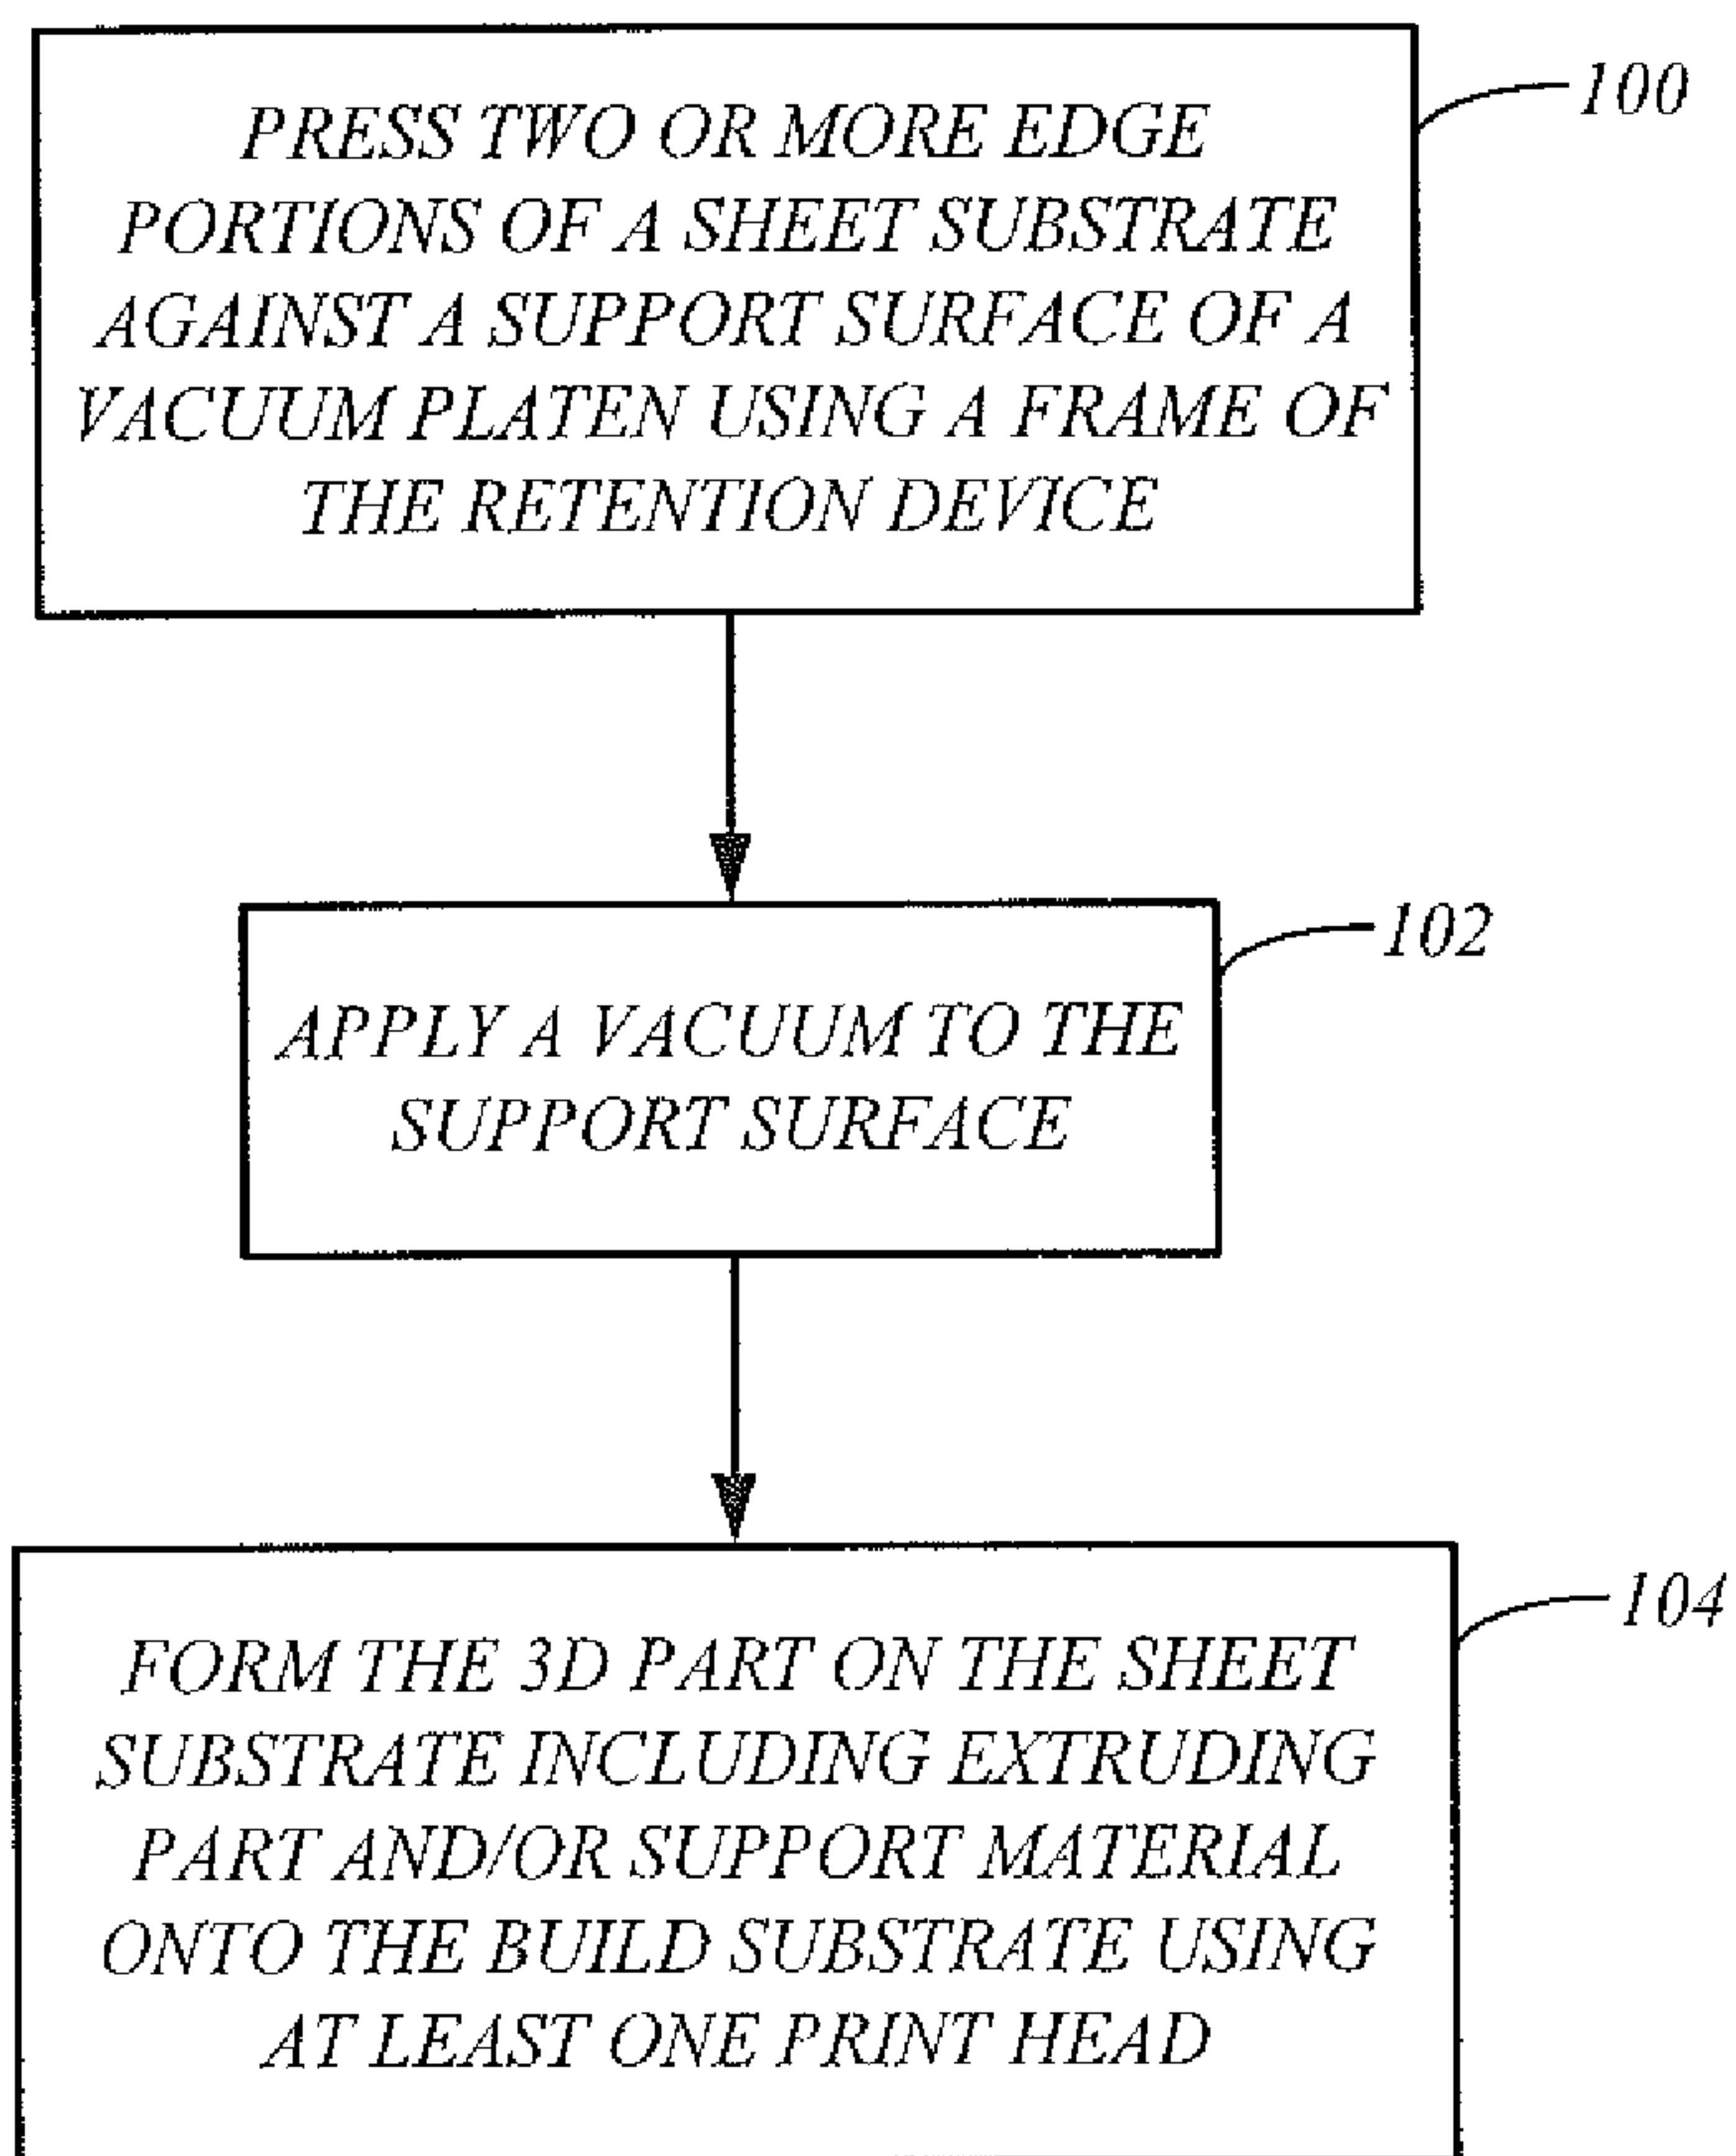 PRESS TWO OR MORE EDGE
PORTIONS OF A SHEET SUBSTRATE
AGAINST A SUPPORT SURFACE OF A
VACUUM PLATEN USING A FRAME OF
THE RETENTION DEVICE
100
APPLY A VACUUM TO THE
SUPPORT SURFACE
102
FORM THE 3D PART ON THE SHEET
SUBSTRATE INCLUDING EXTRUDING
PART AND/OR SUPPORT MATERIAL
ONTO THE BUILD SUBSTRATE USING
AT LEAST ONE PRINT HEAD
104